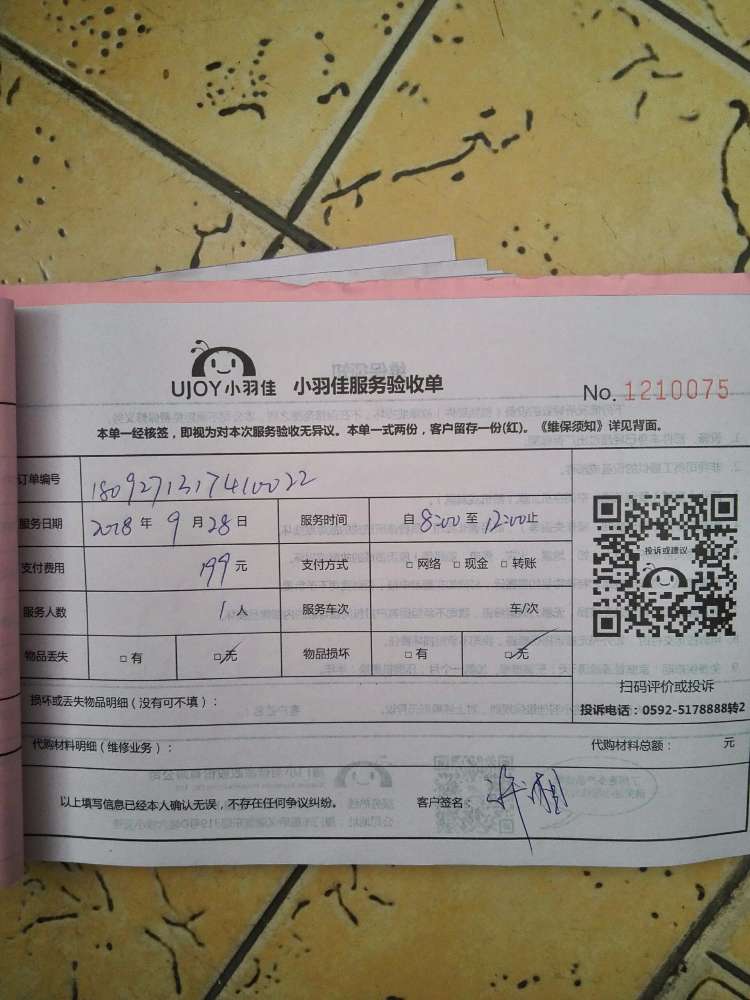 UJOY小羽佳 小羽佳服务验收单
No. 1210075
本单一经核签，即视为对本次服务验收无异议。本单一式两份，客户留存一份(红)。《维保须知》详见背面。
订单编号 1809271317410022
服务日期 2018 年 9 月 28 日 服务时间 自 8:00 至 12:00 止
支付费用 199 元 支付方式 □ 网络 □ 现金 □ 转账
服务人数 1 人 服务车次 车/次
物品丢失 □ 有 □无 物品损坏 □ 有 □无
投诉或建议
扫码评价或投诉
投诉电话：0592-5178888转2
损坏或丢失物品明细（没有可不填）：
代购材料明细（维修业务）： 代购材料总额： 元
以上填写信息已经本人确认无误，不存在任何争议纠纷。 客户签名：